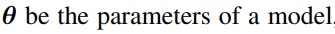 θ be the parameters of a model,